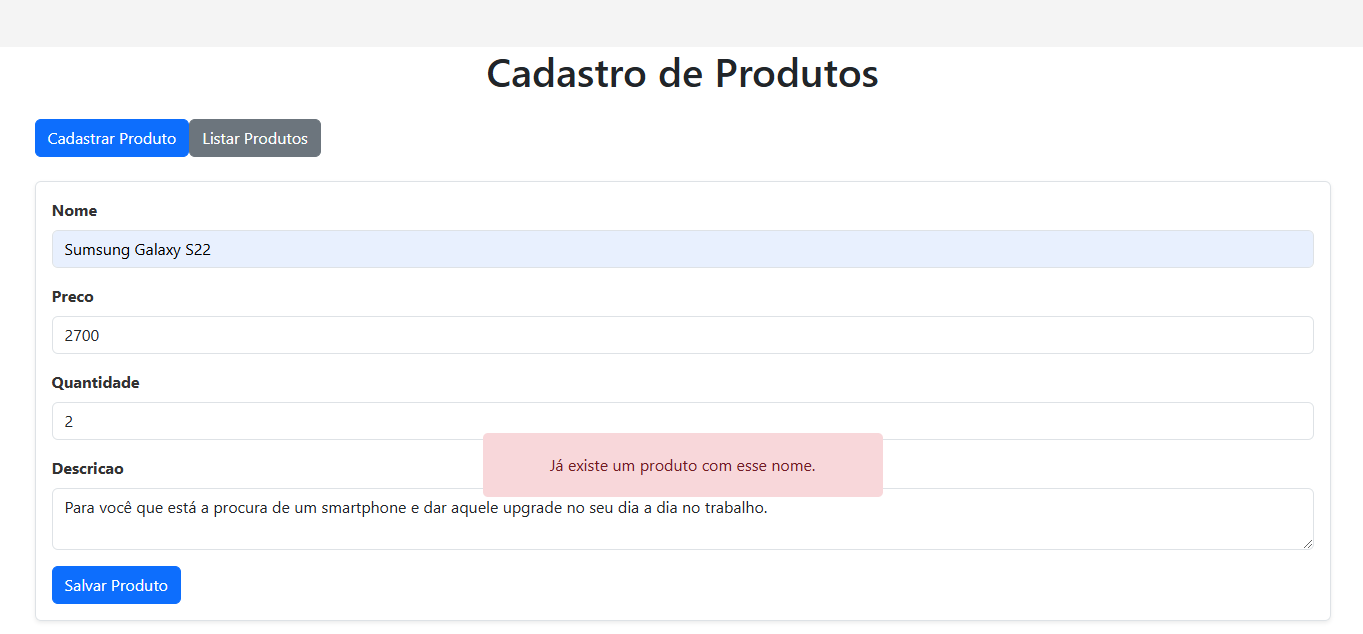 Cadastro de Produtos
Cadastrar Produto Listar Produtos
Nome
Sumsung Galaxy S22
Preco
2700
Quantidade
2
Já existe um produto com esse nome.
Descricao
Para você que está a procura de um smartphone e dar aquele upgrade no seu dia a dia no trabalho.
Salvar Produto